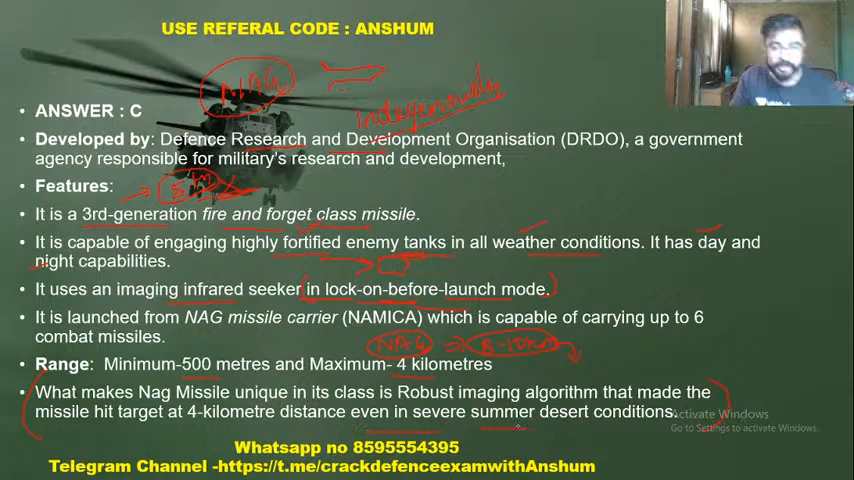 USE REFERAL CODE : ANSHUM
NAG
Indegeniously
• ANSWER : C
• Developed by: Defence Research and Development Organisation (DRDO), a government
agency responsible for military's research and development,
• Features:
5th
• It is a 3rd-generation fire and forget class missile.
• It is capable of engaging highly fortified enemy tanks in all weather conditions. It has day and
night capabilities.
• It uses an imaging infrared seeker in lock-on-before-launch mode.
• It is launched from NAG missile carrier (NAMICA) which is capable of carrying up to 6
combat missiles.
NAG → 8-10km
• Range: Minimum-500 metres and Maximum- 4 kilometres
• What makes Nag Missile unique in its class is Robust imaging algorithm that made the
missile hit target at 4-kilometre distance even in severe summer desert conditions.
Activate Windows
Go to Settings to activate Windows.
Whatsapp no 8595554395
Telegram Channel -https://t.me/crackdefenceexamwithAnshum